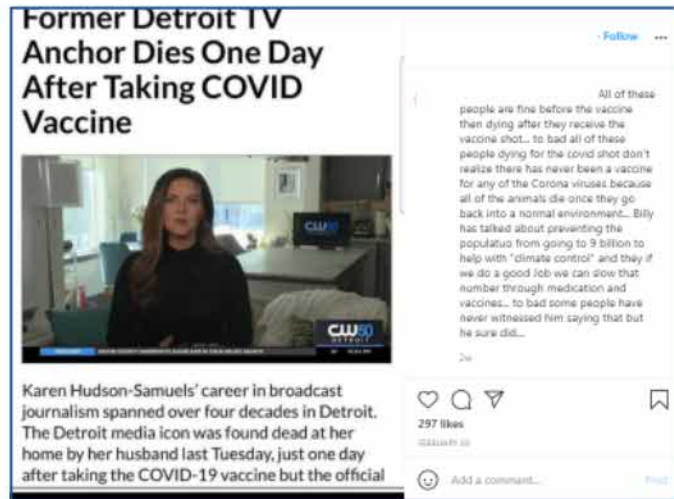 Former Detroit TV
Anchor Dies One Day
After Taking COVID
Vaccine
CW50
CW50
DETROIT
Karen Hudson-Samuels' career in broadcast
journalism spanned over four decades in Detroit.
The Detroit media icon was found dead at her
home by her husband last Tuesday, just one day
after taking the COVID-19 vaccine but the official
· Follow ...
All of these
people are fine before the vaccine
then dying after they receive the
vaccine shot... to bad all of these
people dying for the covid shot don't
realize there has never been a vaccine
for any of the Corona viruses because
all of the animals die once they go
back into a normal environment... Billy
has talked about preventing the
populatuo from going to 9 billion to
help with "climate control" and they if
we do a good Job we can slow that
number through medication and
vaccines... to bad some people have
never witnessed him saying that but
he sure did...
2w
297 likes
Add a comment...
Post